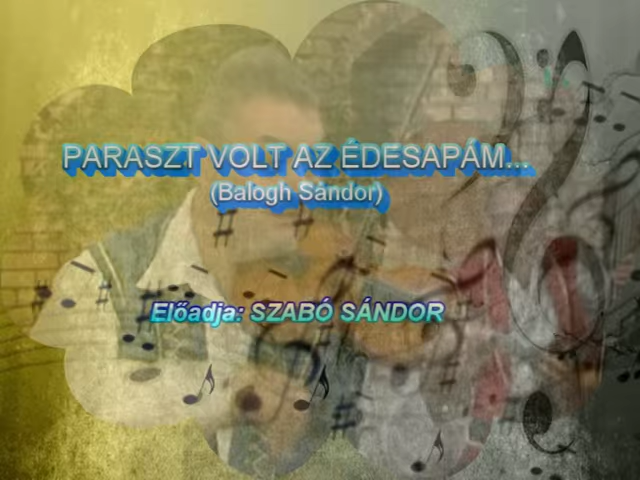 PARASZT VOLT AZ ÉDESAPÁM...
(Balogh Sándor)
Előadja: SZABÓ SÁNDOR